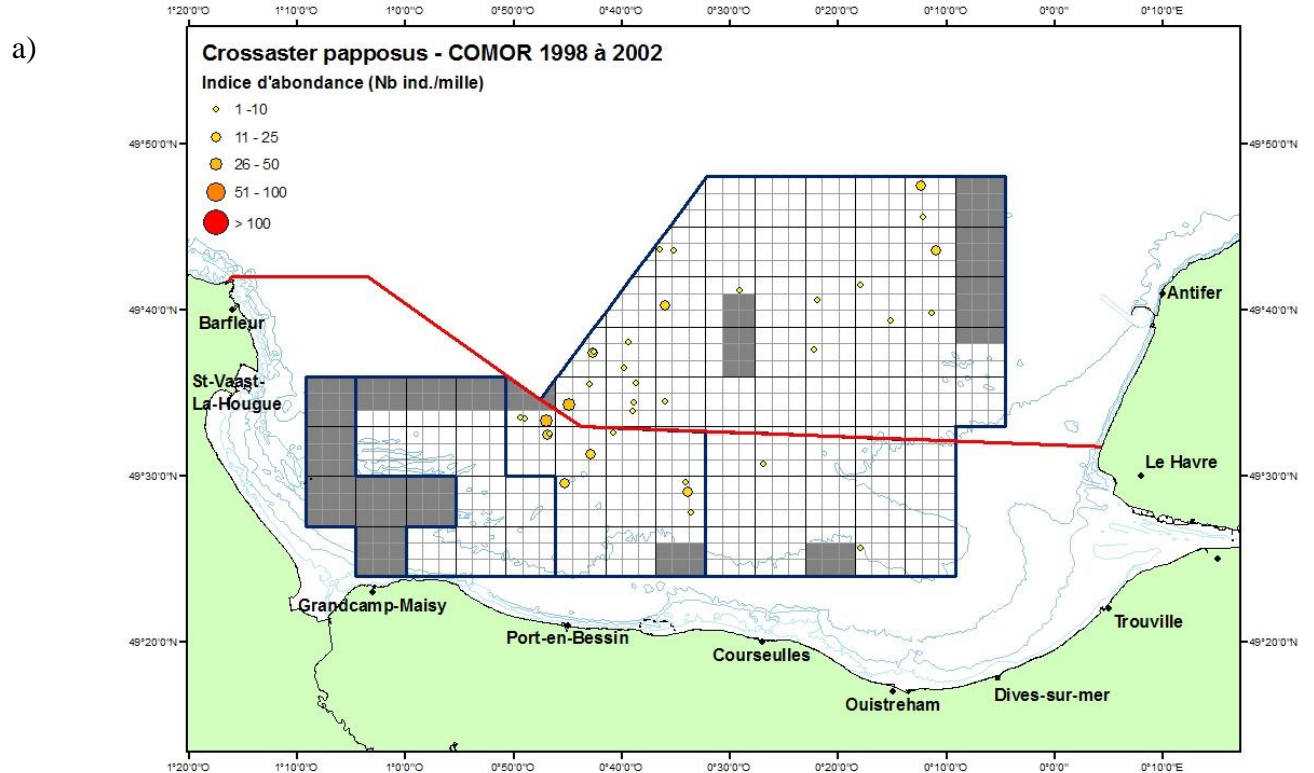 1°20'0"O 1°10'0"O 1°0'0"O 0°50'0"O 0°40'0"O 0°30'0"O 0°20'0"O 0°10'0"O 0°0'0" 0°10'0"E
a)
Crossaster papposus - COMOR 1998 à 2002
Indice d'abondance (Nb ind./mille)
1 -10
11 - 25
26 - 50
51 - 100
> 100
49°50'0"N 49°50'0"N
Antifer
49°40'0"N 49°40'0"N
Barfleur
St-Vaast-
La-Hougue
Le Havre
49°30'0"N 49°30'0"N
Grandcamp-Maisy
Trouville
Port-en-Bessin
49°20'0"N 49°20'0"N
Courseulles
Dives-sur-mer
Ouistreham
1°20'0"O 1°10'0"O 1°0'0"O 0°50'0"O 0°40'0"O 0°30'0"O 0°20'0"O 0°10'0"O 0°0'0" 0°10'0"E